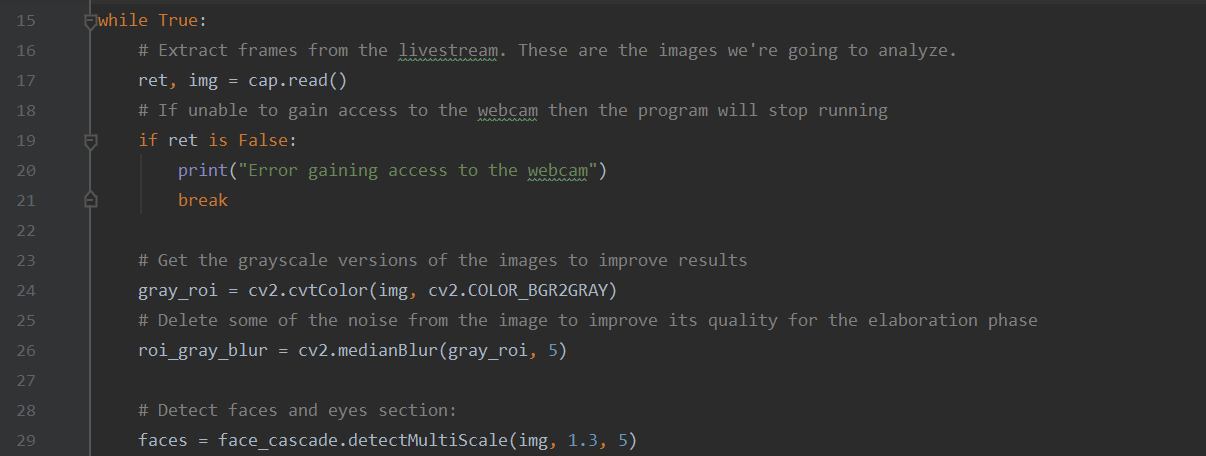 15 while True:
16     # Extract frames from the livestream. These are the images we're going to analyze.
17     ret, img = cap.read()
18     # If unable to gain access to the webcam then the program will stop running
19     if ret is False:
20         print("Error gaining access to the webcam")
21         break
22
23     # Get the grayscale versions of the images to improve results
24     gray_roi = cv2.cvtColor(img, cv2.COLOR_BGR2GRAY)
25     # Delete some of the noise from the image to improve its quality for the elaboration phase
26     roi_gray_blur = cv2.medianBlur(gray_roi, 5)
27
28     # Detect faces and eyes section:
29     faces = face_cascade.detectMultiScale(img, 1.3, 5)